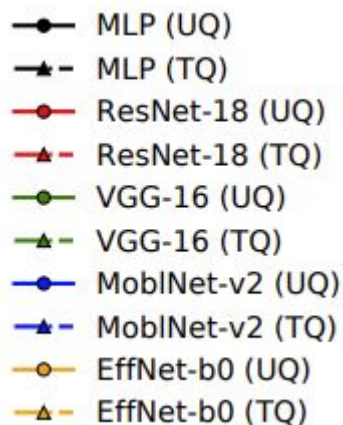 MLP (UQ)
MLP (TQ)
ResNet-18 (UQ)
ResNet-18 (TQ)
VGG-16 (UQ)
VGG-16 (TQ)
MoblNet-v2 (UQ)
MoblNet-v2 (TQ)
EffNet-b0 (UQ)
EffNet-b0 (TQ)